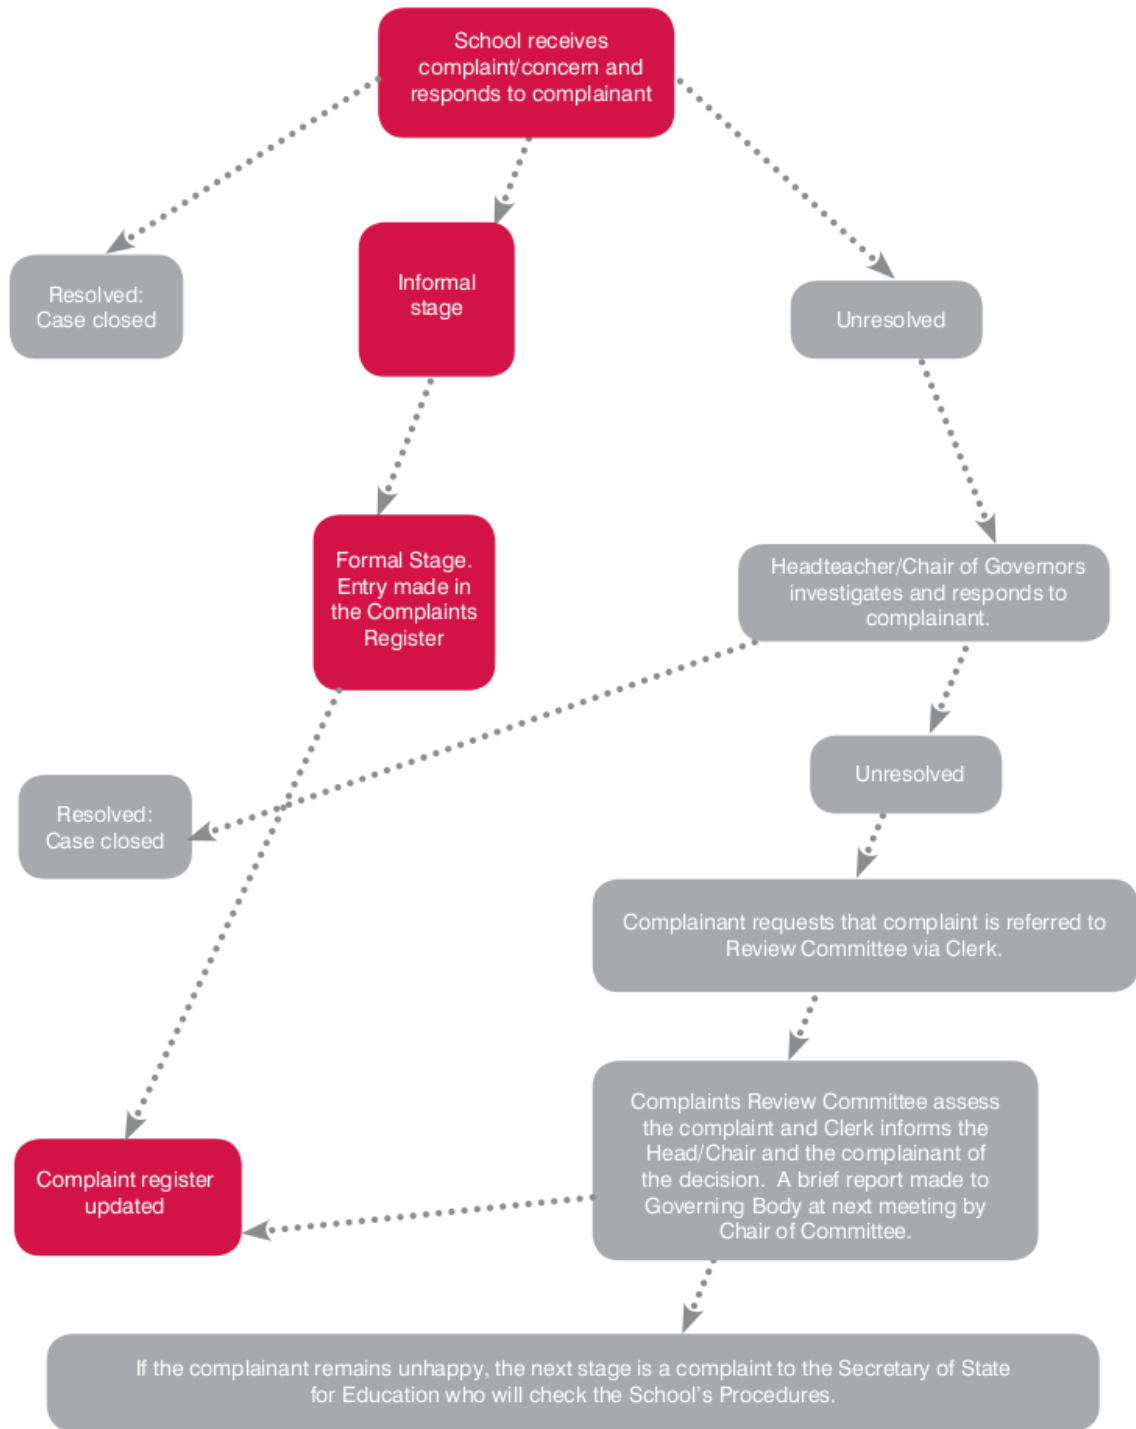 School receives
complaint/concern and
responds to complainant
Resolved:
Case closed
Informal
stage
Unresolved
Formal Stage.
Entry made in
the Complaints
Register
Headteacher/Chair of Governors
investigates and responds to
complainant.
Resolved:
Case closed
Unresolved
Complainant requests that complaint is referred to
Review Committee via Clerk.
Complaint register
updated
Complaints Review Committee assess
the complaint and Clerk informs the
Head/Chair and the complainant of
the decision.  A brief report made to
Governing Body at next meeting by
Chair of Committee.
If the complainant remains unhappy, the next stage is a complaint to the Secretary of State
for Education who will check the School’s Procedures.